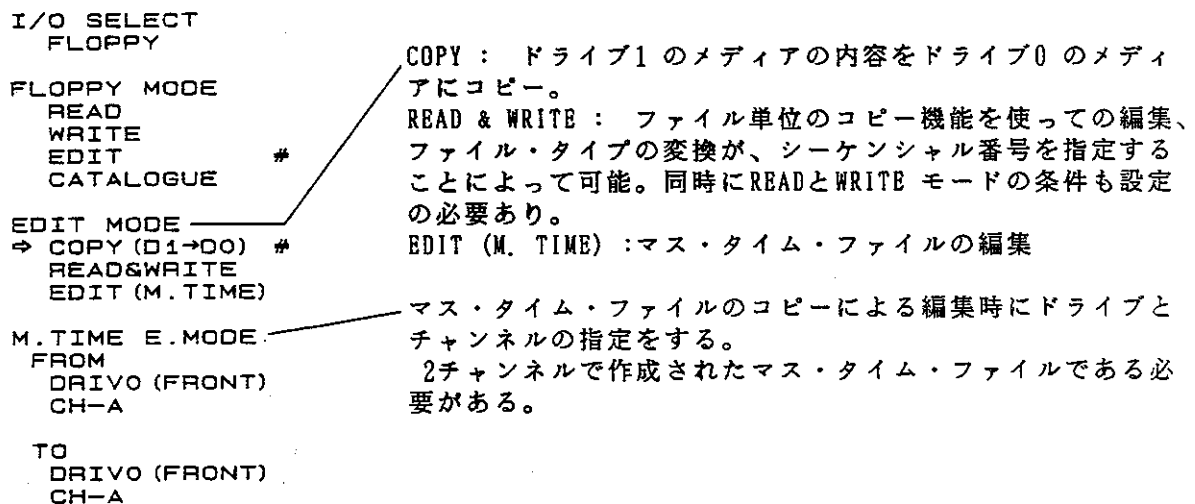 I/O SELECT
FLOPPY
FLOPPY MODE
READ
WRITE
EDIT #
CATALOGUE
EDIT MODE
⇨ COPY (D1→D0) #
READ&WRITE
EDIT (M.TIME)
M.TIME E.MODE
FROM
DRIV0 (FRONT)
CH-A
TO
DRIV0 (FRONT)
CH-A
COPY : ドライブ1 のメディアの内容をドライブ0 のメディ
アにコピー。
READ & WRITE : ファイル単位のコピー機能を使っての編集、
ファイル・タイプの変換が、シーケンシャル番号を指定する
ことによって可能。同時にREADとWRITE モードの条件も設定
の必要あり。
EDIT (M. TIME) :マス・タイム・ファイルの編集
マス・タイム・ファイルのコピーによる編集時にドライブと
チャンネルの指定をする。
2チャンネルで作成されたマス・タイム・ファイルである必
要がある。